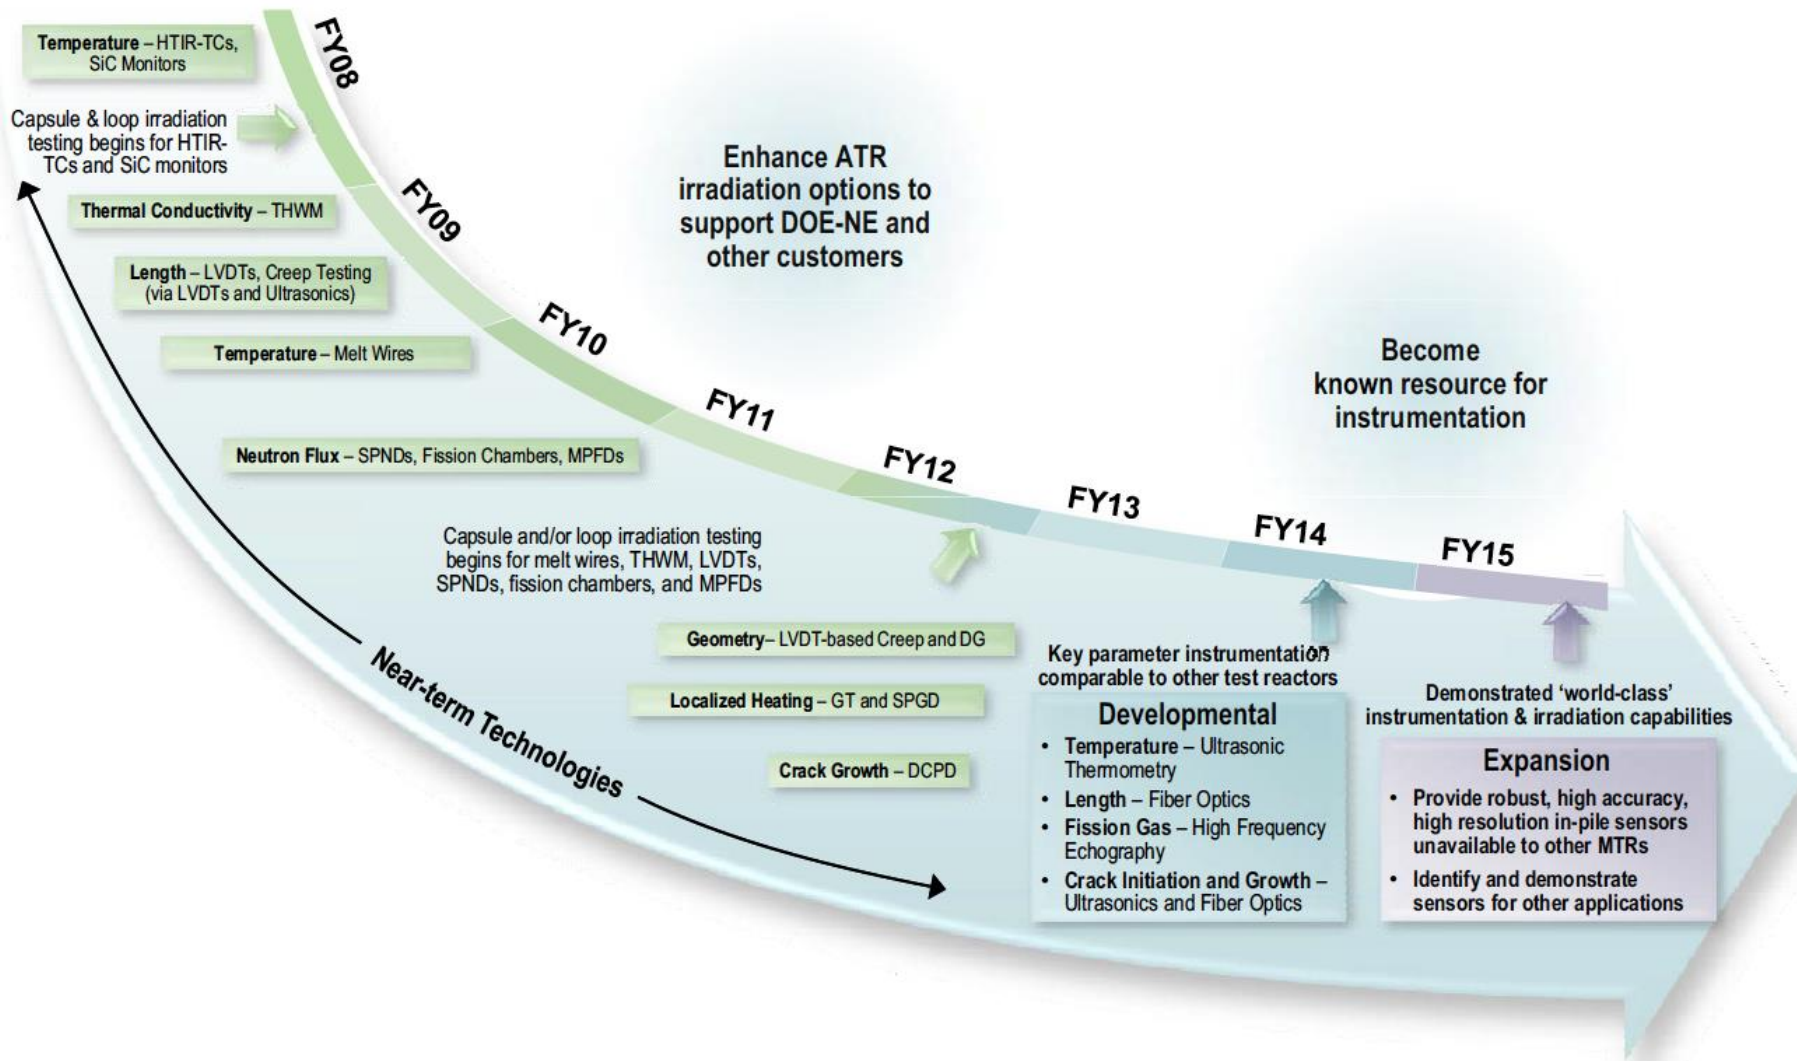 FY08
Temperature – HTIR-TCs,
SiC Monitors
Capsule & loop irradiation
testing begins for HTIR-
TCs and SiC monitors
FY09
Thermal Conductivity – THWM
Length – LVDTs, Creep Testing
(via LVDTs and Ultrasonics)
FY10
Temperature – Melt Wires
FY11
Neutron Flux – SPNDs, Fission Chambers, MPFDs
FY12
Capsule and/or loop irradiation testing
begins for melt wires, THWM, LVDTs,
SPNDs, fission chambers, and MPFDs
Geometry– LVDT-based Creep and DG
Localized Heating – GT and SPGD
Crack Growth – DCPD
Near-term Technologies
Enhance ATR
irradiation options to
support DOE-NE and
other customers
Become
known resource for
instrumentation
FY13
FY14
FY15
Key parameter instrumentation
comparable to other test reactors
Developmental
• Temperature – Ultrasonic
Thermometry
• Length – Fiber Optics
• Fission Gas – High Frequency
Echography
• Crack Initiation and Growth –
Ultrasonics and Fiber Optics
Demonstrated ‘world-class’
instrumentation & irradiation capabilities
Expansion
• Provide robust, high accuracy,
high resolution in-pile sensors
unavailable to other MTRs
• Identify and demonstrate
sensors for other applications